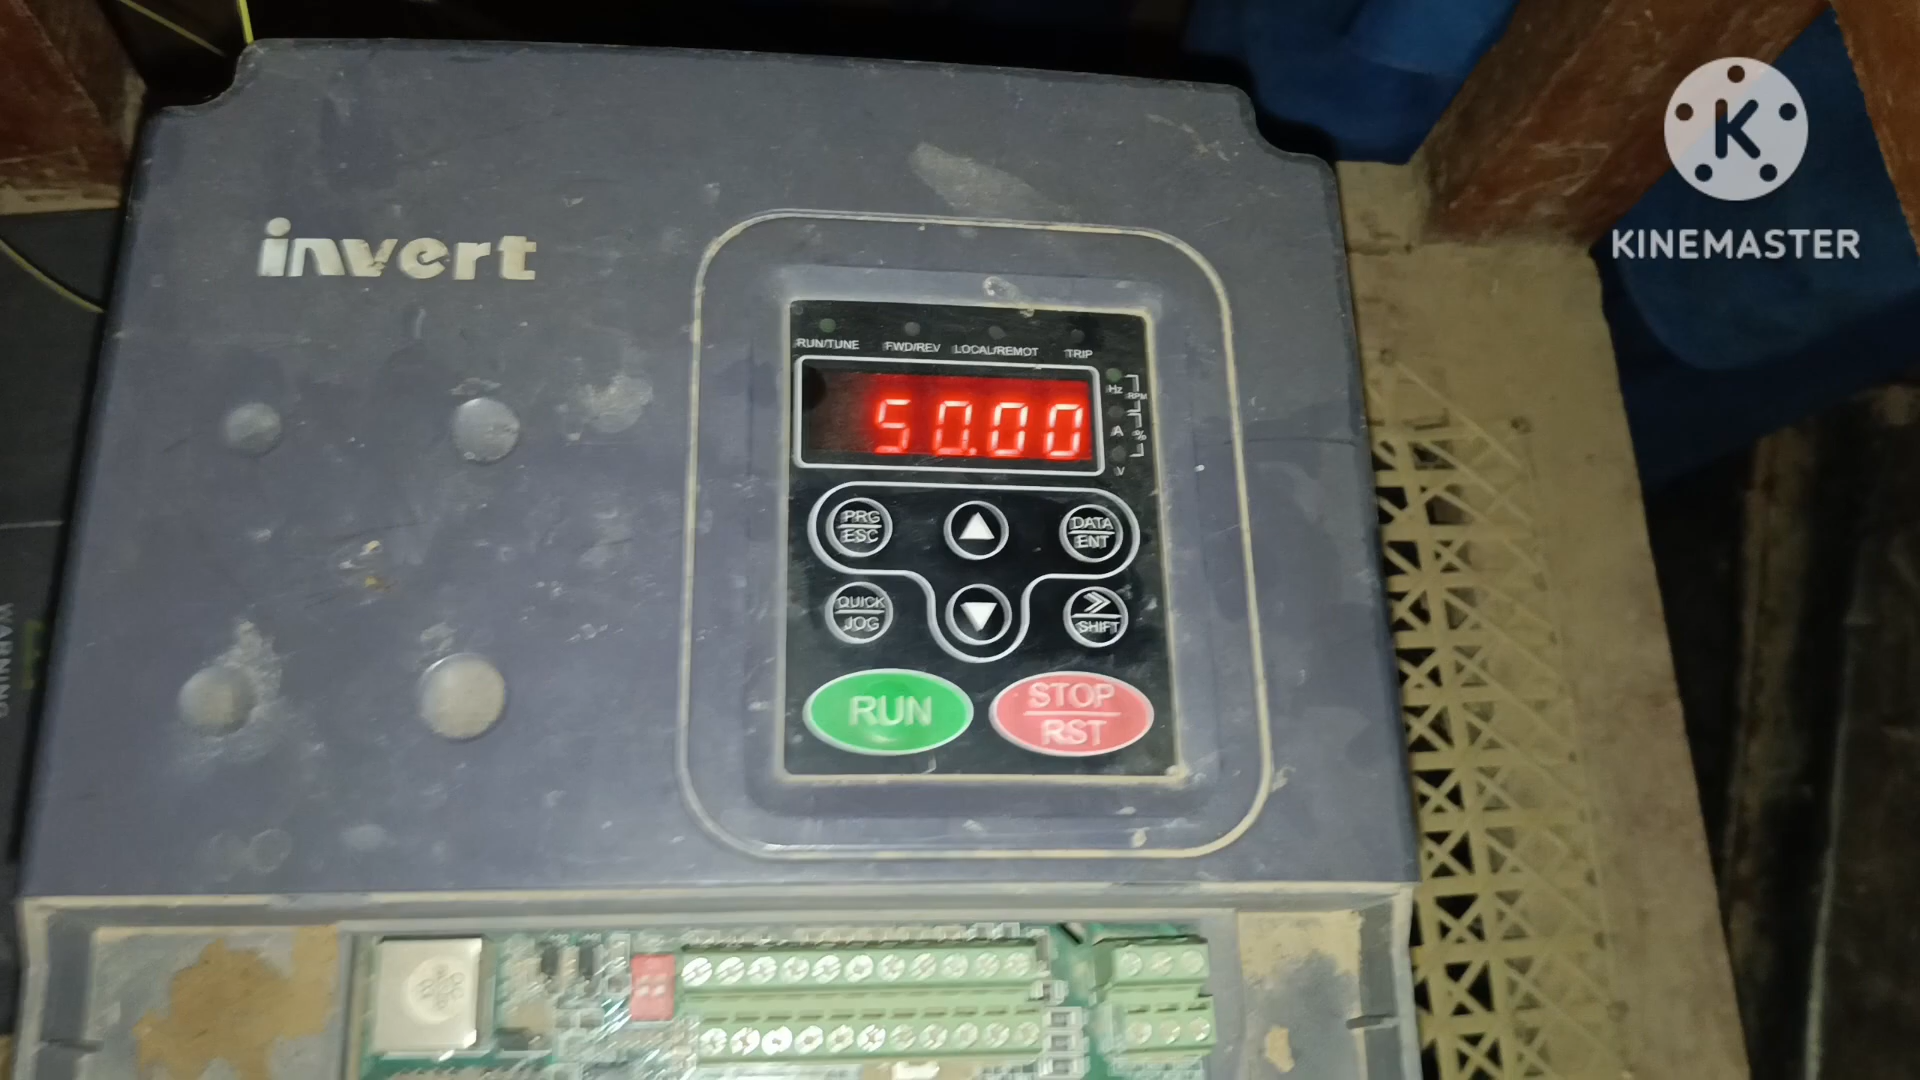 invert
KINEMASTER
RUN/TUNE FWD/REV LOCAL/REMOT TRIP
50.00
Hz
RPM
A
%
V
PRG
ESC
DATA
ENT
QUICK
JOG
SHIFT
RUN
STOP
RST
WARNING